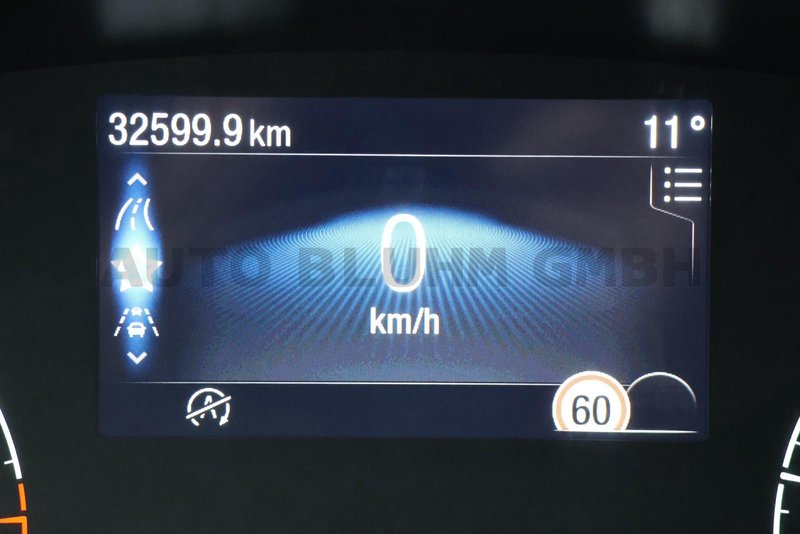 32599.9 km 11°
0
AUTO BLUHM GMBH
km/h
A
60